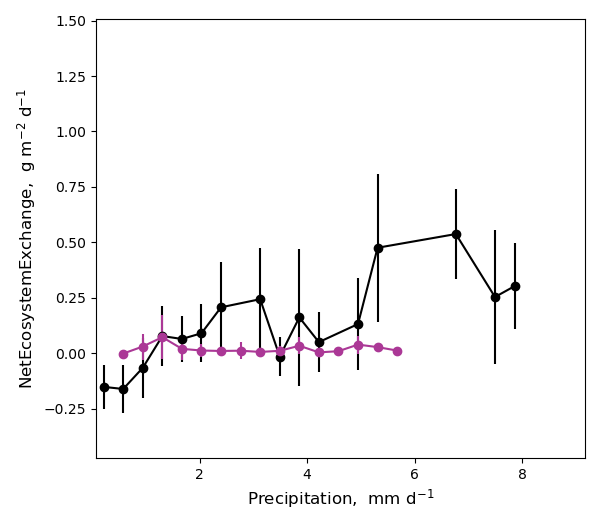 1.50
1.25
1.00
0.75
0.50
0.25
0.00
−0.25
2 4 6 8
Precipitation, mm d⁻¹
NetEcosystemExchange, g m⁻² d⁻¹